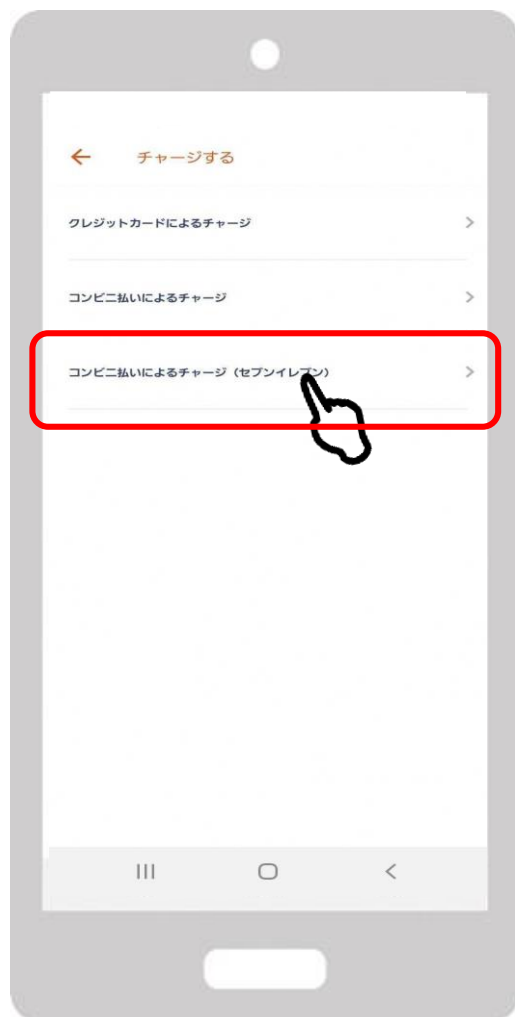 チャージする
クレジットカードによるチャージ
コンビニ払いによるチャージ
コンビニ払いによるチャージ（セブンイレブン）